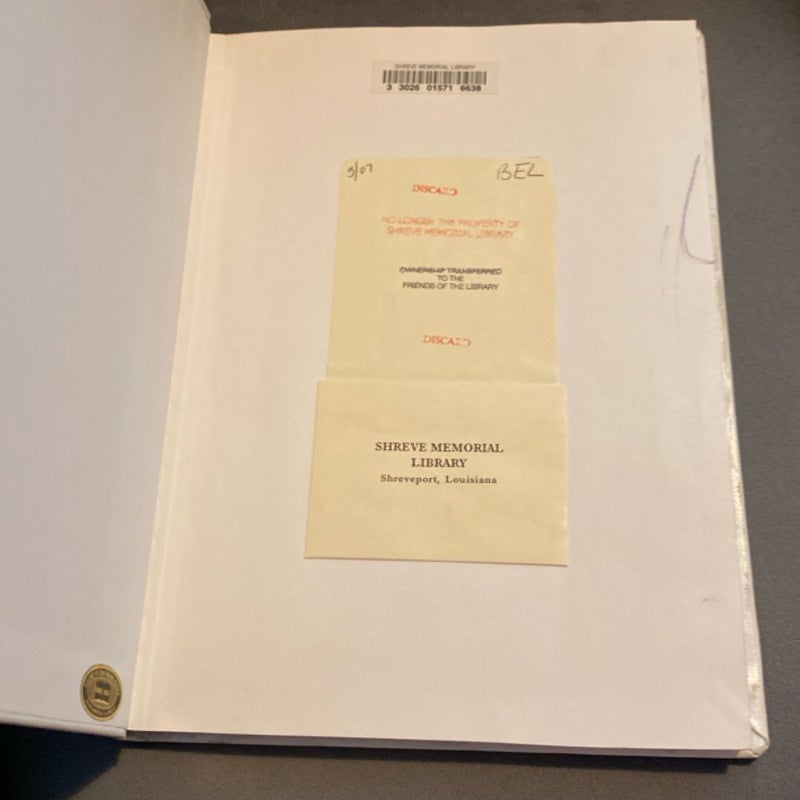 SHREVE MEMORIAL LIBRARY
3 3026 01571 6638
3/07
BEL
DISCARD
NO LONGER THE PROPERTY OF
SHREVE MEMORIAL LIBRARY
OWNERSHIP TRANSFERRED
TO THE
FRIENDS OF THE LIBRARY
DISCARD
SHREVE MEMORIAL
LIBRARY
Shreveport, Louisiana